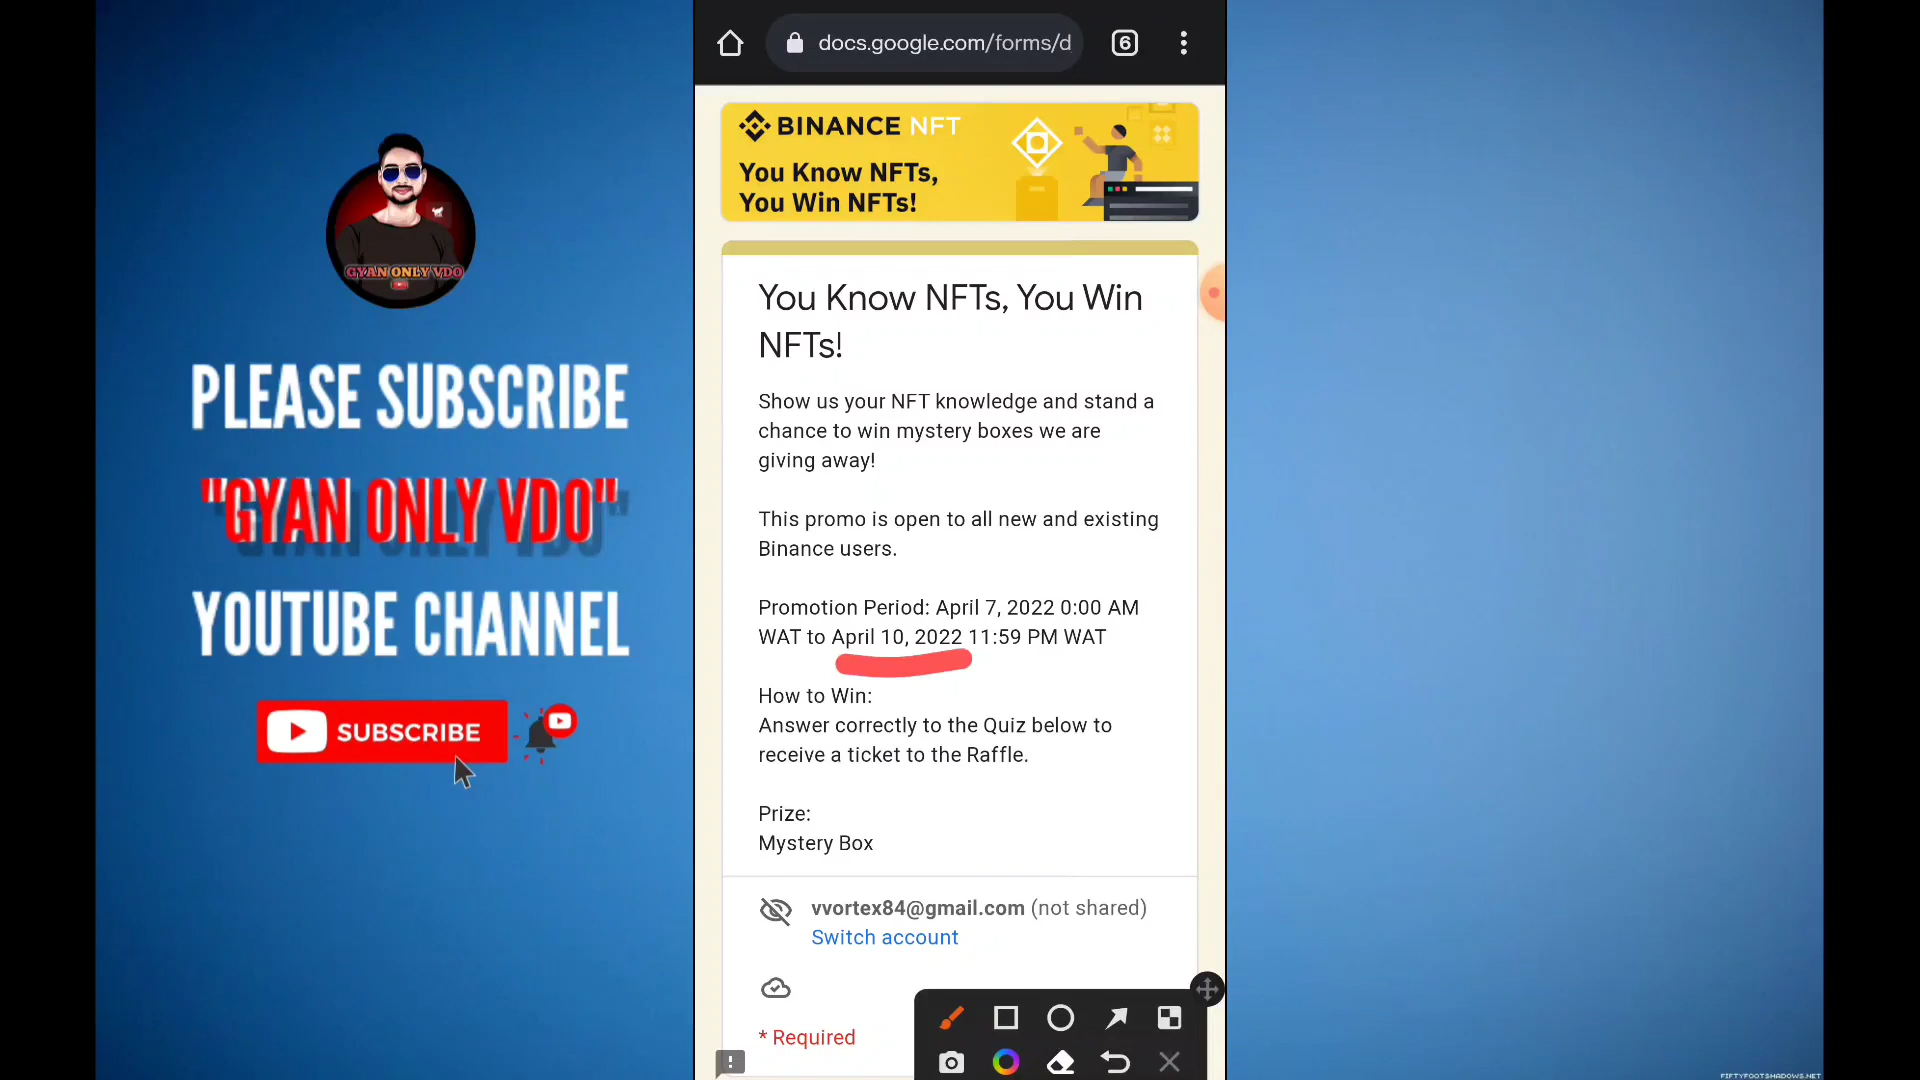 GYAN ONLY VDO
PLEASE SUBSCRIBE
"GYAN ONLY VDO"
YOUTUBE CHANNEL
SUBSCRIBE
docs.google.com/forms/d
6
BINANCE NFT
You Know NFTs,
You Win NFTs!
You Know NFTs, You Win
NFTs!
Show us your NFT knowledge and stand a
chance to win mystery boxes we are
giving away!
This promo is open to all new and existing
Binance users.
Promotion Period: April 7, 2022 0:00 AM
WAT to April 10, 2022 11:59 PM WAT
How to Win:
Answer correctly to the Quiz below to
receive a ticket to the Raffle.
Prize:
Mystery Box
vvortex84@gmail.com (not shared)
Switch account
* Required
FIFTYFOOTSHADOWS.NET